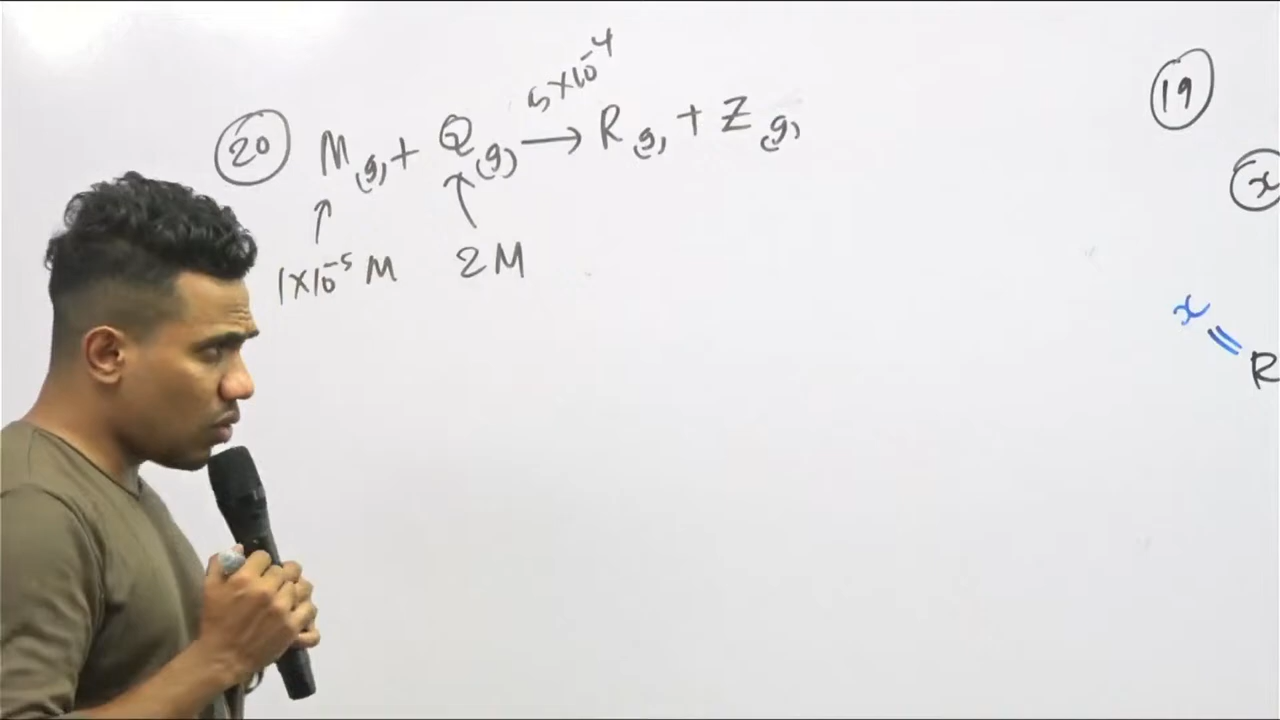 20 M(g) + Q(g) → R(g) + Z(g)
5×10⁻⁴
1×10⁻⁵ M 2M
19
x
x
R